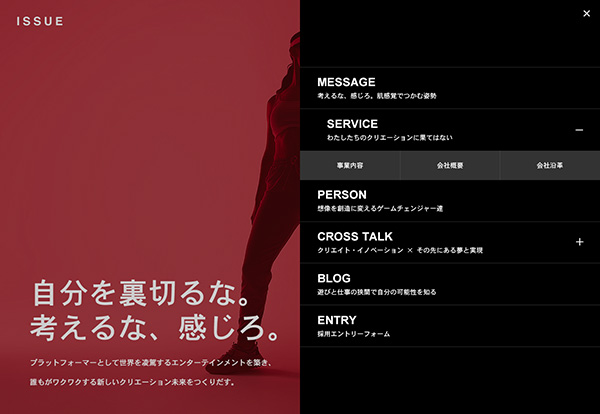 ISSUE
自分を裏切るな。
考えるな、感じろ。
プラットフォーマーとして世界を凌駕するエンターテインメントを築き、
誰もがワクワクする新しいクリエーション未来をつくりだす。
×
MESSAGE
考えるな、感じろ。肌感覚でつかむ姿勢
SERVICE
わたしたちのクリエーションに果てはない
事業内容
会社概要
会社沿革
PERSON
想像を創造に変えるゲームチェンジャー達
CROSS TALK
クリエイト・イノベーション × その先にある夢と実現
BLOG
遊びと仕事の狭間で自分の可能性を知る
ENTRY
採用エントリーフォーム